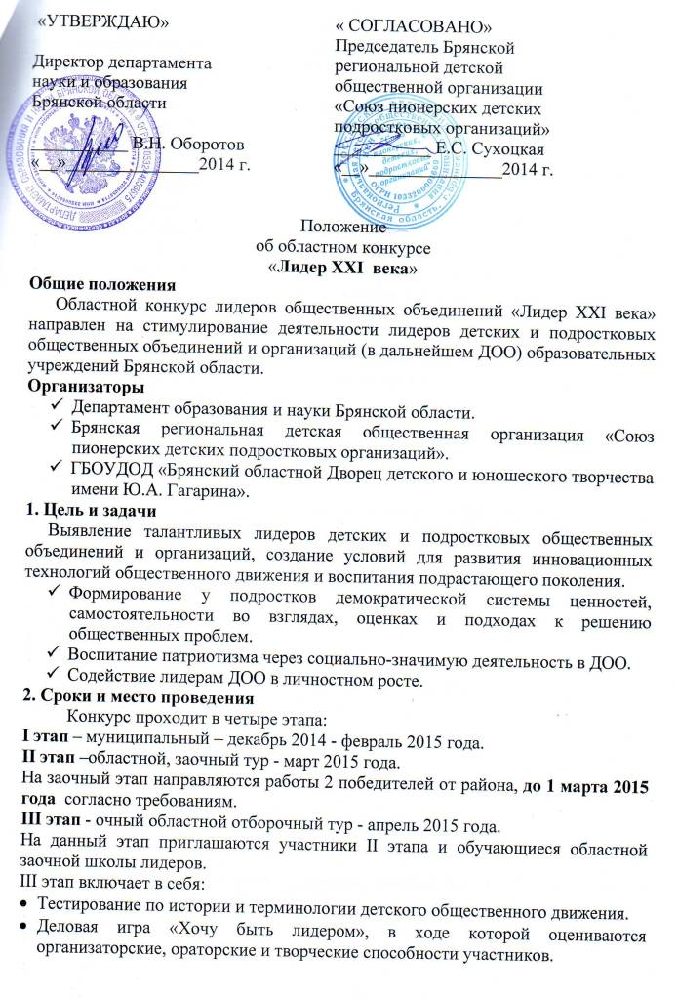 «УТВЕРЖДАЮ»
Директор департамента
науки и образования
Брянской области
В.Н. Оборотов
«__»______________2014 г.
« СОГЛАСОВАНО»
Председатель Брянской
региональной детской
общественной организации
«Союз пионерских детских
подростковых организаций»
Е.С. Сухоцкая
«__»______________2014 г.
Положение
об областном конкурсе
«Лидер XXI века»
Общие положения
Областной конкурс лидеров общественных объединений «Лидер XXI века»
направлен на стимулирование деятельности лидеров детских и подростковых
общественных объединений и организаций (в дальнейшем ДОО) образовательных
учреждений Брянской области.
Организаторы
✓ Департамент образования и науки Брянской области.
✓ Брянская региональная детская общественная организация «Союз
пионерских детских подростковых организаций».
✓ ГБОУДОД «Брянский областной Дворец детского и юношеского творчества
имени Ю.А. Гагарина».
1. Цель и задачи
Выявление талантливых лидеров детских и подростковых общественных
объединений и организаций, создание условий для развития инновационных
технологий общественного движения и воспитания подрастающего поколения.
✓ Формирование у подростков демократической системы ценностей,
самостоятельности во взглядах, оценках и подходах к решению
общественных проблем.
✓ Воспитание патриотизма через социально-значимую деятельность в ДОО.
✓ Содействие лидерам ДОО в личностном росте.
2. Сроки и место проведения
Конкурс проходит в четыре этапа:
I этап – муниципальный – декабрь 2014 - февраль 2015 года.
II этап –областной, заочный тур - март 2015 года.
На заочный этап направляются работы 2 победителей от района, до 1 марта 2015
года согласно требованиям.
III этап - очный областной отборочный тур - апрель 2015 года.
На данный этап приглашаются участники II этапа и обучающиеся областной
заочной школы лидеров.
III этап включает в себя:
• Тестирование по истории и терминологии детского общественного движения.
• Деловая игра «Хочу быть лидером», в ходе которой оцениваются
организаторские, ораторские и творческие способности участников.